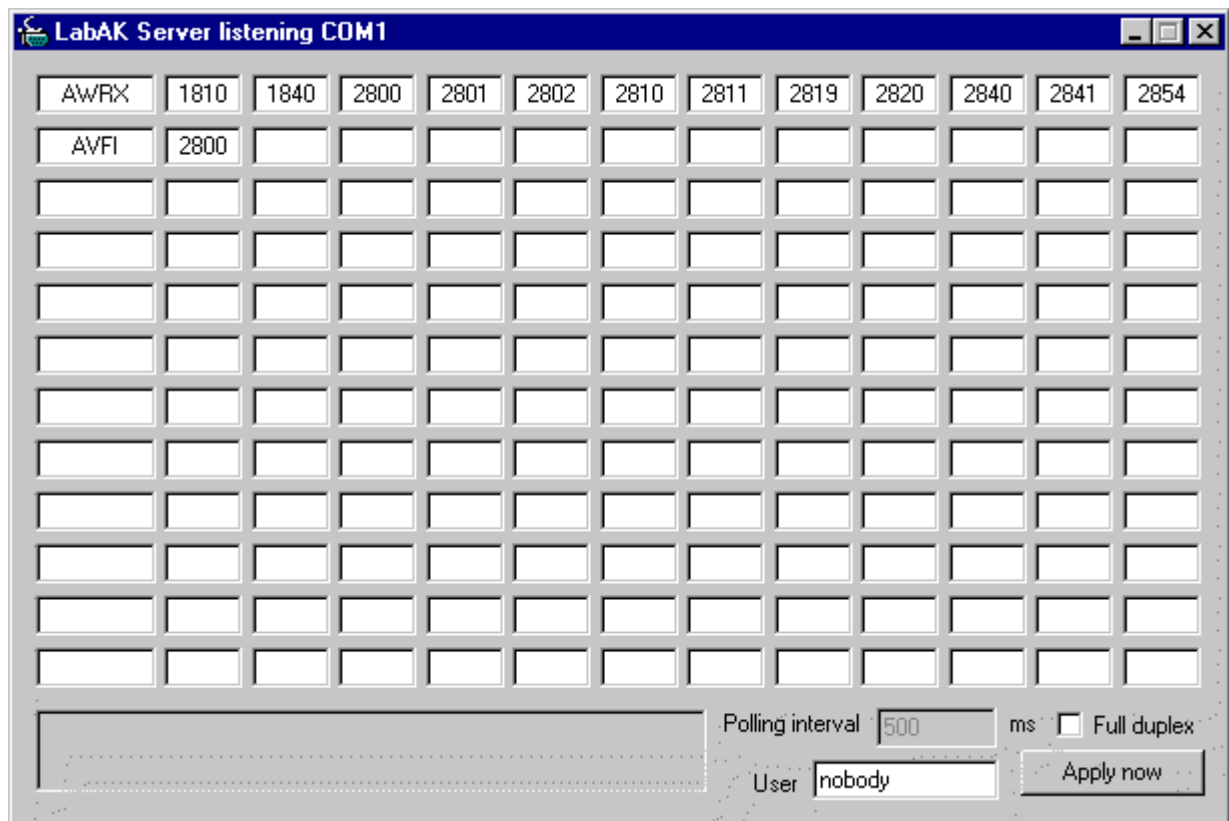 LabAK Server listening COM1
AWRX 1810 1840 2800 2801 2802 2810 2811 2819 2820 2840 2841 2854
AVFI 2800
Polling interval 500 ms Full duplex
User nobody Apply now